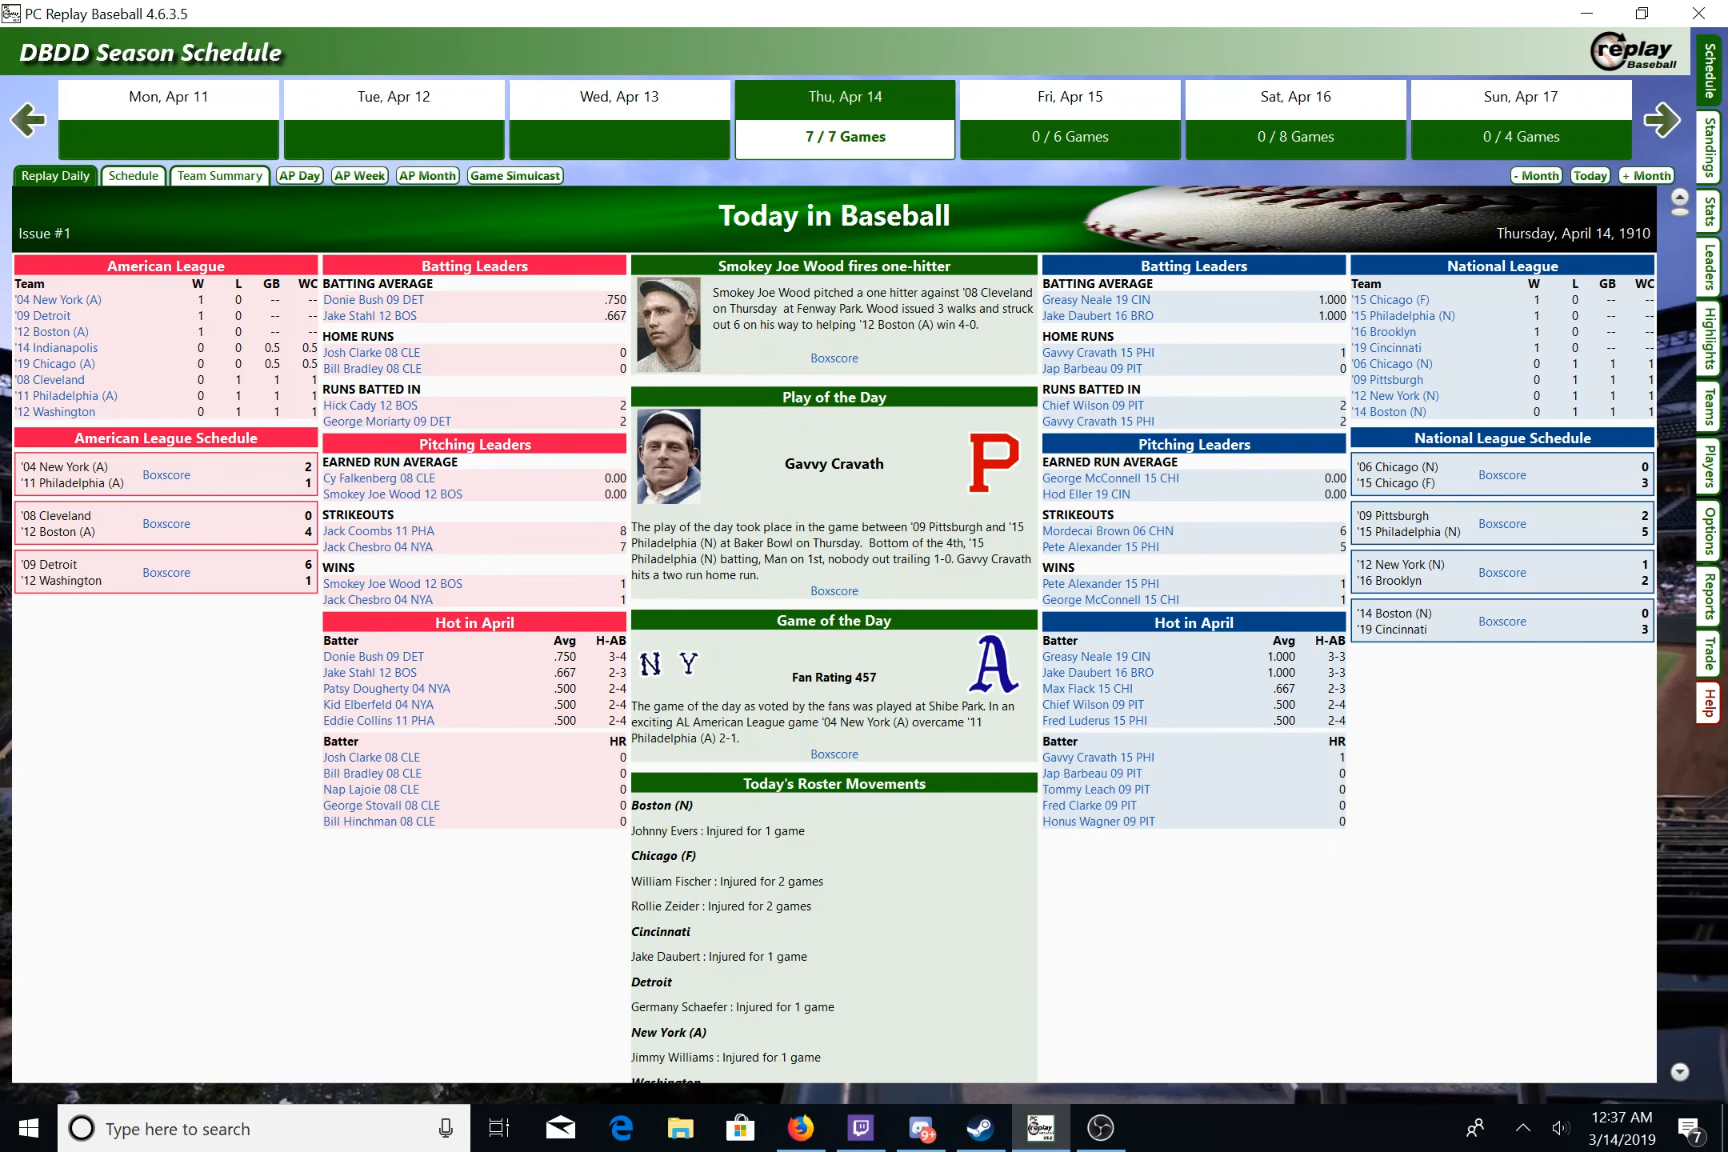 PC Replay Baseball 4.6.3.5
DBDD Season Schedule
replay
Baseball
Mon, Apr 11
Tue, Apr 12
Wed, Apr 13
Thu, Apr 14
7 / 7 Games
Fri, Apr 15
0 / 6 Games
Sat, Apr 16
0 / 8 Games
Sun, Apr 17
0 / 4 Games
Replay Daily
Schedule
Team Summary
AP Day
AP Week
AP Month
Game Simulcast
- Month
Today
+ Month
Today in Baseball
Issue #1
Thursday, April 14, 1910
American League
Team W L GB WC
'04 New York (A) 1 0 -- --
'09 Detroit 1 0 -- --
'12 Boston (A) 1 0 -- --
'14 Indianapolis 0 0 0.5 0.5
'19 Chicago (A) 0 0 0.5 0.5
'08 Cleveland 0 1 1 1
'11 Philadelphia (A) 0 1 1 1
'12 Washington 0 1 1 1
American League Schedule
'04 New York (A) 2
'11 Philadelphia (A) 1
Boxscore
'08 Cleveland 0
'12 Boston (A) 4
Boxscore
'09 Detroit 6
'12 Washington 1
Boxscore
Batting Leaders
BATTING AVERAGE
Donie Bush 09 DET .750
Jake Stahl 12 BOS .667
HOME RUNS
Josh Clarke 08 CLE 0
Bill Bradley 08 CLE 0
RUNS BATTED IN
Hick Cady 12 BOS 2
George Moriarty 09 DET 2
Pitching Leaders
EARNED RUN AVERAGE
Cy Falkenberg 08 CLE 0.00
Smokey Joe Wood 12 BOS 0.00
STRIKEOUTS
Jack Coombs 11 PHA 8
Jack Chesbro 04 NYA 7
WINS
Smokey Joe Wood 12 BOS 1
Jack Chesbro 04 NYA 1
Hot in April
Batter Avg H-AB
Donie Bush 09 DET .750 3-4
Jake Stahl 12 BOS .667 2-3
Patsy Dougherty 04 NYA .500 2-4
Kid Elberfeld 04 NYA .500 2-4
Eddie Collins 11 PHA .500 2-4
Batter HR
Josh Clarke 08 CLE 0
Bill Bradley 08 CLE 0
Nap Lajoie 08 CLE 0
George Stovall 08 CLE 0
Bill Hinchman 08 CLE 0
Smokey Joe Wood fires one-hitter
Smokey Joe Wood pitched a one hitter against '08 Cleveland
on Thursday at Fenway Park. Wood issued 3 walks and struck
out 6 on his way to helping '12 Boston (A) win 4-0.
Boxscore
Play of the Day
Gavvy Cravath
P
The play of the day took place in the game between '09 Pittsburgh and '15
Philadelphia (N) at Baker Bowl on Thursday. Bottom of the 4th, '15
Philadelphia (N) batting, Man on 1st, nobody out trailing 1-0. Gavvy Cravath
hits a two run home run.
Boxscore
Game of the Day
N Y
Fan Rating 457
A
The game of the day as voted by the fans was played at Shibe Park. In an
exciting AL American League game '04 New York (A) overcame '11
Philadelphia (A) 2-1.
Boxscore
Today's Roster Movements
Boston (N)
Johnny Evers : Injured for 1 game
Chicago (F)
William Fischer : Injured for 2 games
Rollie Zeider : Injured for 2 games
Cincinnati
Jake Daubert : Injured for 1 game
Detroit
Germany Schaefer : Injured for 1 game
New York (A)
Jimmy Williams : Injured for 1 game
Washington
Batting Leaders
BATTING AVERAGE
Greasy Neale 19 CIN 1.000
Jake Daubert 16 BRO 1.000
HOME RUNS
Gavvy Cravath 15 PHI 1
Jap Barbeau 09 PIT 0
RUNS BATTED IN
Chief Wilson 09 PIT 2
Gavvy Cravath 15 PHI 2
Pitching Leaders
EARNED RUN AVERAGE
George McConnell 15 CHI 0.00
Hod Eller 19 CIN 0.00
STRIKEOUTS
Mordecai Brown 06 CHN 6
Pete Alexander 15 PHI 5
WINS
Pete Alexander 15 PHI 1
George McConnell 15 CHI 1
Hot in April
Batter Avg H-AB
Greasy Neale 19 CIN 1.000 3-3
Jake Daubert 16 BRO 1.000 3-3
Max Flack 15 CHI .667 2-3
Chief Wilson 09 PIT .500 2-4
Fred Luderus 15 PHI .500 2-4
Batter HR
Gavvy Cravath 15 PHI 1
Jap Barbeau 09 PIT 0
Tommy Leach 09 PIT 0
Fred Clarke 09 PIT 0
Honus Wagner 09 PIT 0
National League
Team W L GB WC
'15 Chicago (F) 1 0 -- --
'15 Philadelphia (N) 1 0 -- --
'16 Brooklyn 1 0 -- --
'19 Cincinnati 1 0 -- --
'06 Chicago (N) 0 1 1 1
'09 Pittsburgh 0 1 1 1
'12 New York (N) 0 1 1 1
'14 Boston (N) 0 1 1 1
National League Schedule
'06 Chicago (N) 0
'15 Chicago (F) 3
Boxscore
'09 Pittsburgh 2
'15 Philadelphia (N) 5
Boxscore
'12 New York (N) 1
'16 Brooklyn 2
Boxscore
'14 Boston (N) 0
'19 Cincinnati 3
Boxscore
Schedule
Standings
Stats
Leaders
Highlights
Teams
Players
Options
Reports
Trade
Help
Type here to search
9+
replay
12:37 AM
3/14/2019
7